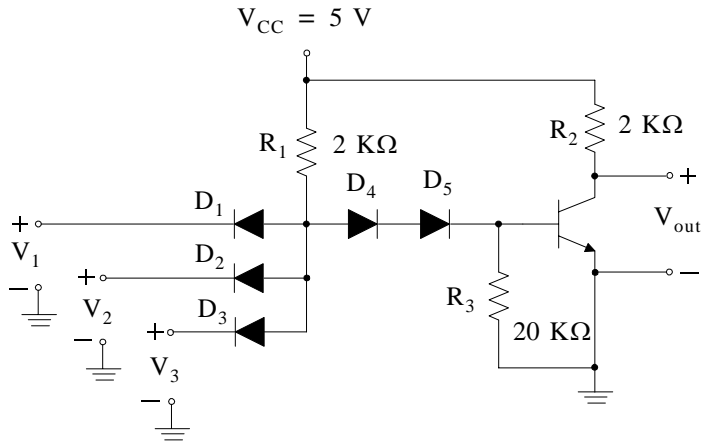 V_CC = 5 V
R_1 2 KΩ
R_2 2 KΩ
D_1
D_4
D_5
+
+
V_1
V_out
D_2
−
+
−
V_2
R_3
D_3
−
+
20 KΩ
V_3
−